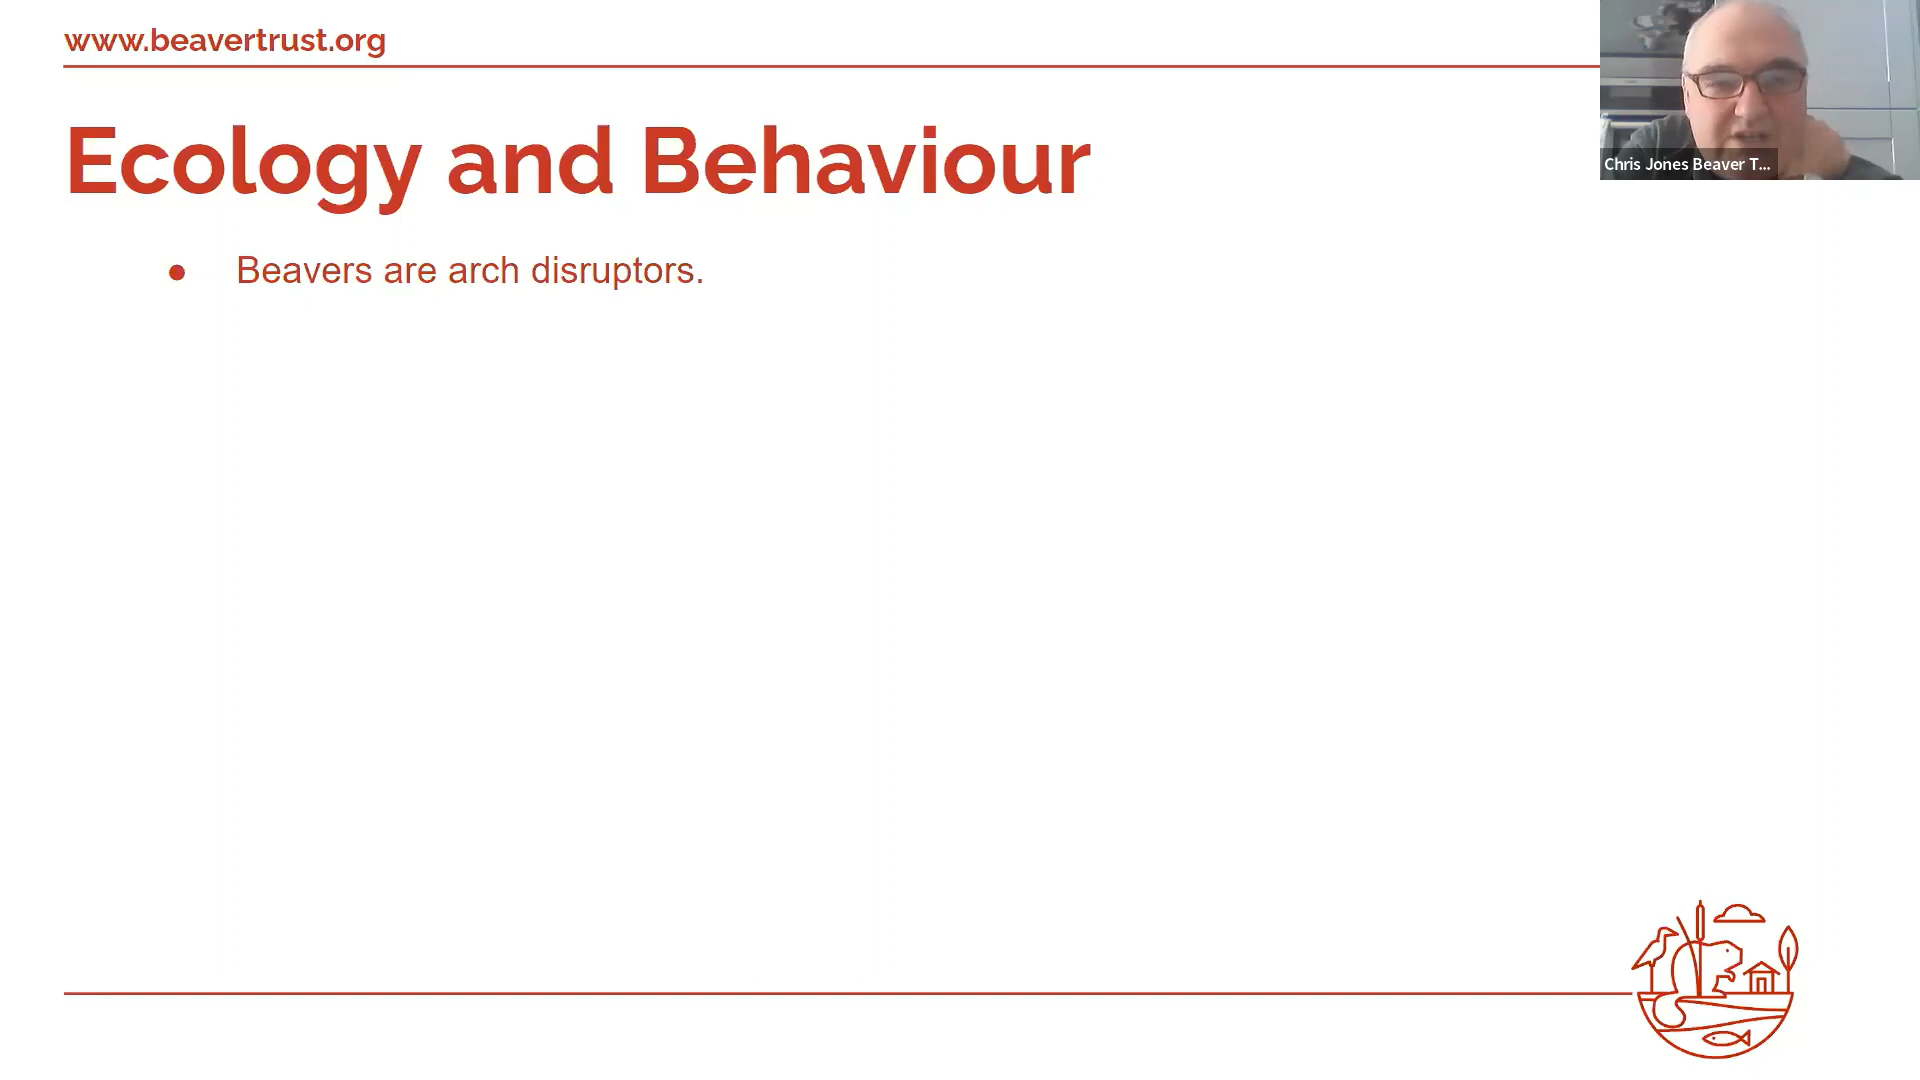 www.beavertrust.org
Ecology and Behaviour
● Beavers are arch disruptors.
Chris Jones Beaver T...